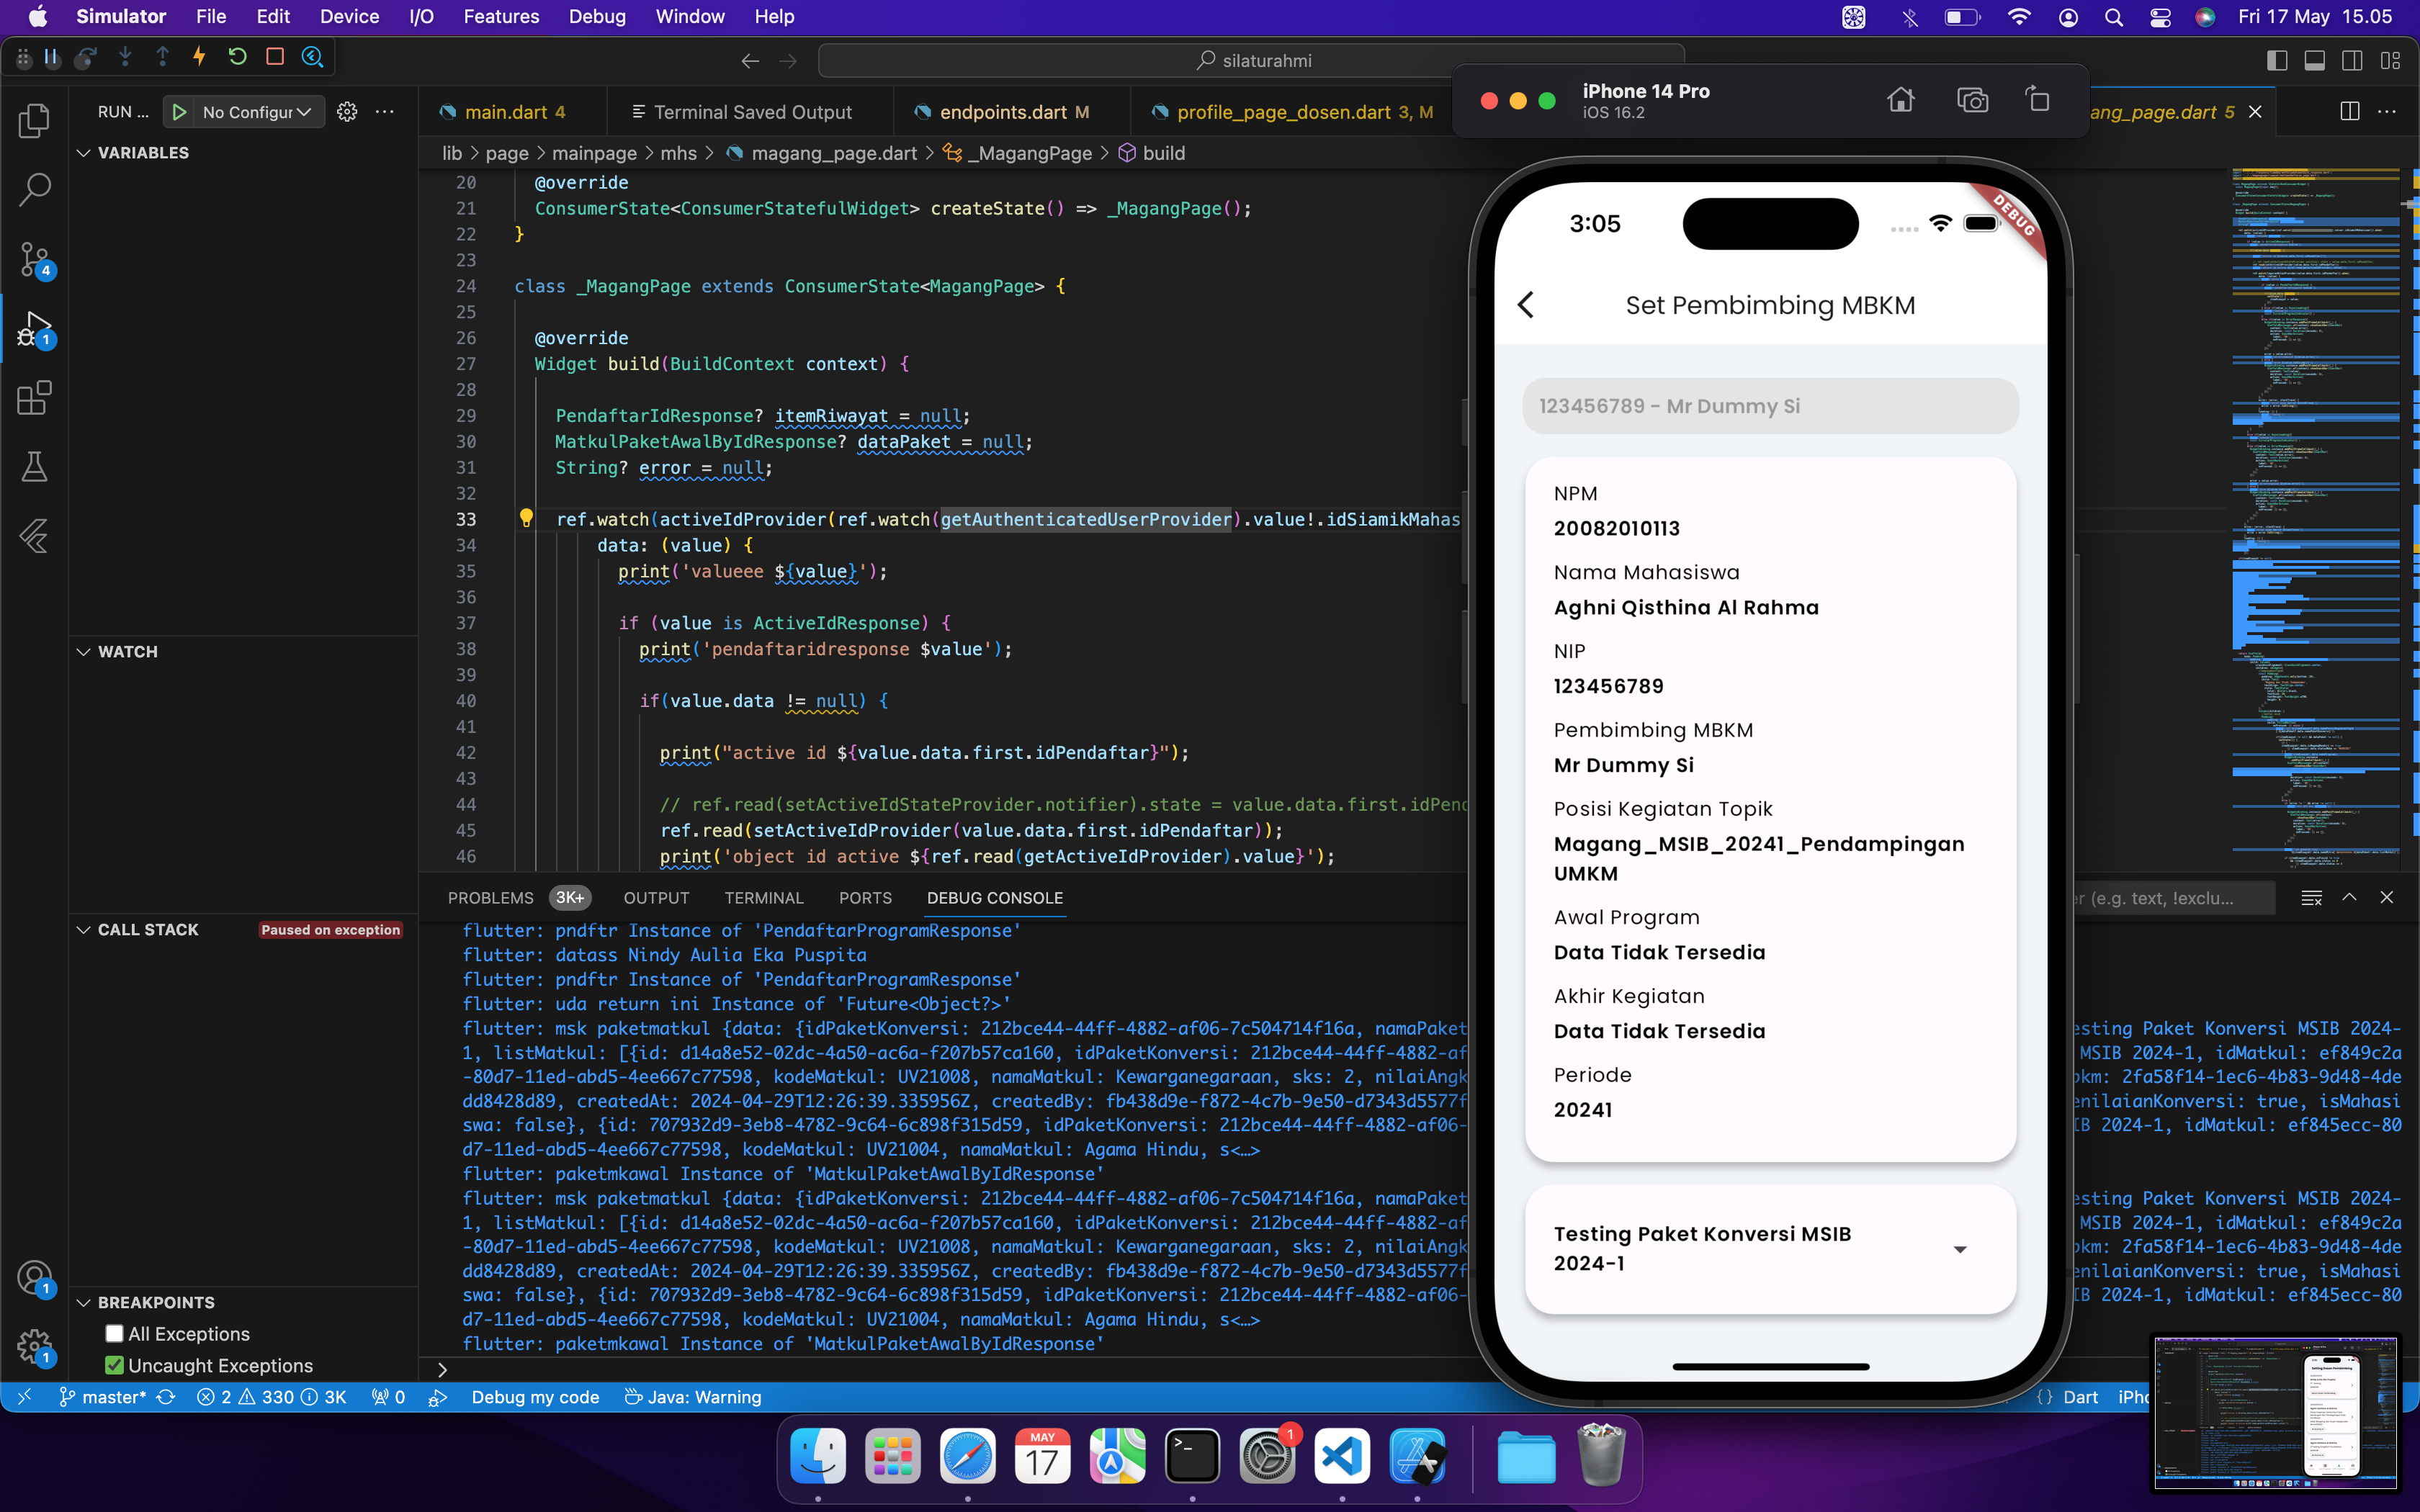 Simulator File Edit Device I/O Features Debug Window Help
Fri 17 May 15.05
silaturahmi
RUN ... No Configur
main.dart 4
Terminal Saved Output
endpoints.dart M
profile_page_dosen.dart 3, M
ang_page.dart 5
iPhone 14 Pro
iOS 16.2
lib > page > mainpage > mhs > magang_page.dart > _MagangPage > build
VARIABLES
WATCH
CALL STACK Paused on exception
BREAKPOINTS
All Exceptions
Uncaught Exceptions
4
1
1
1
20 @override
21 ConsumerState<ConsumerStatefulWidget> createState() => _MagangPage();
22 }
23
24 class _MagangPage extends ConsumerState<MagangPage> {
25
26 @override
27 Widget build(BuildContext context) {
28
29 PendaftarIdResponse? itemRiwayat = null;
30 MatkulPaketAwalByIdResponse? dataPaket = null;
31 String? error = null;
32
33 ref.watch(activeIdProvider(ref.watch(getAuthenticatedUserProvider).value!.idSiamikMahas
34 data: (value) {
35 print('valueee ${value}');
36
37 if (value is ActiveIdResponse) {
38 print('pendaftaridresponse $value');
39
40 if(value.data != null) {
41
42 print("active id ${value.data.first.idPendaftar}");
43
44 // ref.read(setActiveIdStateProvider.notifier).state = value.data.first.idPend
45 ref.read(setActiveIdProvider(value.data.first.idPendaftar));
46 print('object id active ${ref.read(getActiveIdProvider).value}');
PROBLEMS 3K+ OUTPUT TERMINAL PORTS DEBUG CONSOLE
er (e.g. text, !exclu...
flutter: pndftr Instance of 'PendaftarProgramResponse'
flutter: datass Nindy Aulia Eka Puspita
flutter: pndftr Instance of 'PendaftarProgramResponse'
flutter: uda return ini Instance of 'Future<Object?>'
flutter: msk paketmatkul {data: {idPaketKonversi: 212bce44-44ff-4882-af06-7c504714f16a, namaPaket esting Paket Konversi MSIB 2024-
1, listMatkul: [{id: d14a8e52-02dc-4a50-ac6a-f207b57ca160, idPaketKonversi: 212bce44-44ff-4882-af MSIB 2024-1, idMatkul: ef849c2a
-80d7-11ed-abd5-4ee667c77598, kodeMatkul: UV21008, namaMatkul: Kewarganegaraan, sks: 2, nilaiAngk km: 2fa58f14-1ec6-4b83-9d48-4de
dd8428d89, createdAt: 2024-04-29T12:26:39.335956Z, createdBy: fb438d9e-f872-4c7b-9e50-d7343d5577f enilaianKonversi: true, isMahasi
swa: false}, {id: 707932d9-3eb8-4782-9c64-6c898f315d59, idPaketKonversi: 212bce44-44ff-4882-af06- IB 2024-1, idMatkul: ef845ecc-80
d7-11ed-abd5-4ee667c77598, kodeMatkul: UV21004, namaMatkul: Agama Hindu, s<…>
flutter: paketmkawal Instance of 'MatkulPaketAwalByIdResponse'
flutter: msk paketmatkul {data: {idPaketKonversi: 212bce44-44ff-4882-af06-7c504714f16a, namaPaket esting Paket Konversi MSIB 2024-
1, listMatkul: [{id: d14a8e52-02dc-4a50-ac6a-f207b57ca160, idPaketKonversi: 212bce44-44ff-4882-af MSIB 2024-1, idMatkul: ef849c2a
-80d7-11ed-abd5-4ee667c77598, kodeMatkul: UV21008, namaMatkul: Kewarganegaraan, sks: 2, nilaiAngk km: 2fa58f14-1ec6-4b83-9d48-4de
dd8428d89, createdAt: 2024-04-29T12:26:39.335956Z, createdBy: fb438d9e-f872-4c7b-9e50-d7343d5577f enilaianKonversi: true, isMahasi
swa: false}, {id: 707932d9-3eb8-4782-9c64-6c898f315d59, idPaketKonversi: 212bce44-44ff-4882-af06- IB 2024-1, idMatkul: ef845ecc-80
d7-11ed-abd5-4ee667c77598, kodeMatkul: UV21004, namaMatkul: Agama Hindu, s<…>
flutter: paketmkawal Instance of 'MatkulPaketAwalByIdResponse'
3:05
DEBUG
Set Pembimbing MBKM
123456789 - Mr Dummy Si
NPM
20082010113
Nama Mahasiswa
Aghni Qisthina Al Rahma
NIP
123456789
Pembimbing MBKM
Mr Dummy Si
Posisi Kegiatan Topik
Magang_MSIB_20241_Pendampingan
UMKM
Awal Program
Data Tidak Tersedia
Akhir Kegiatan
Data Tidak Tersedia
Periode
20241
Testing Paket Konversi MSIB
2024-1
master* 2 330 3K 0 Debug my code Java: Warning
{} Dart iPho
MAY
17
1